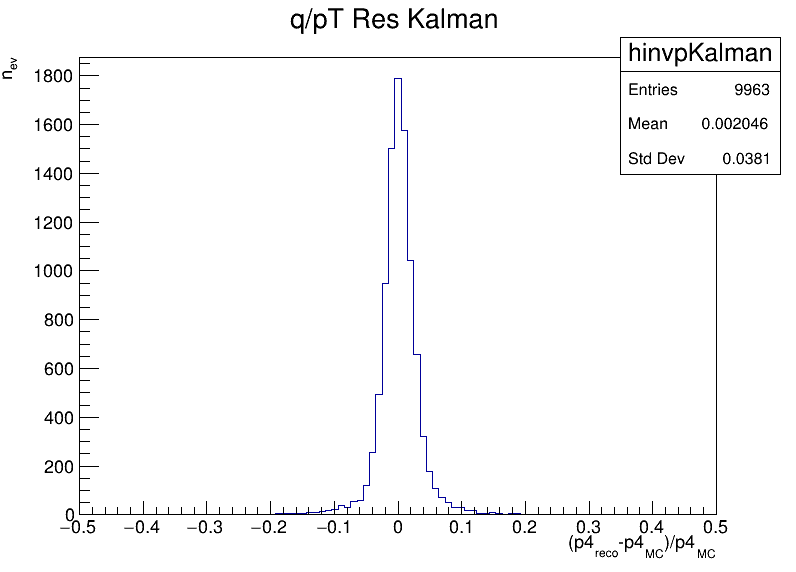 q/pT Res Kalman
hinvpKalman
Entries 9963
Mean 0.002046
Std Dev 0.0381
n_ev
1800
1600
1400
1200
1000
800
600
400
200
0
−0.5 −0.4 −0.3 −0.2 −0.1 0 0.1 0.2 0.3 0.4 0.5
(p4_reco-p4_MC)/p4_MC